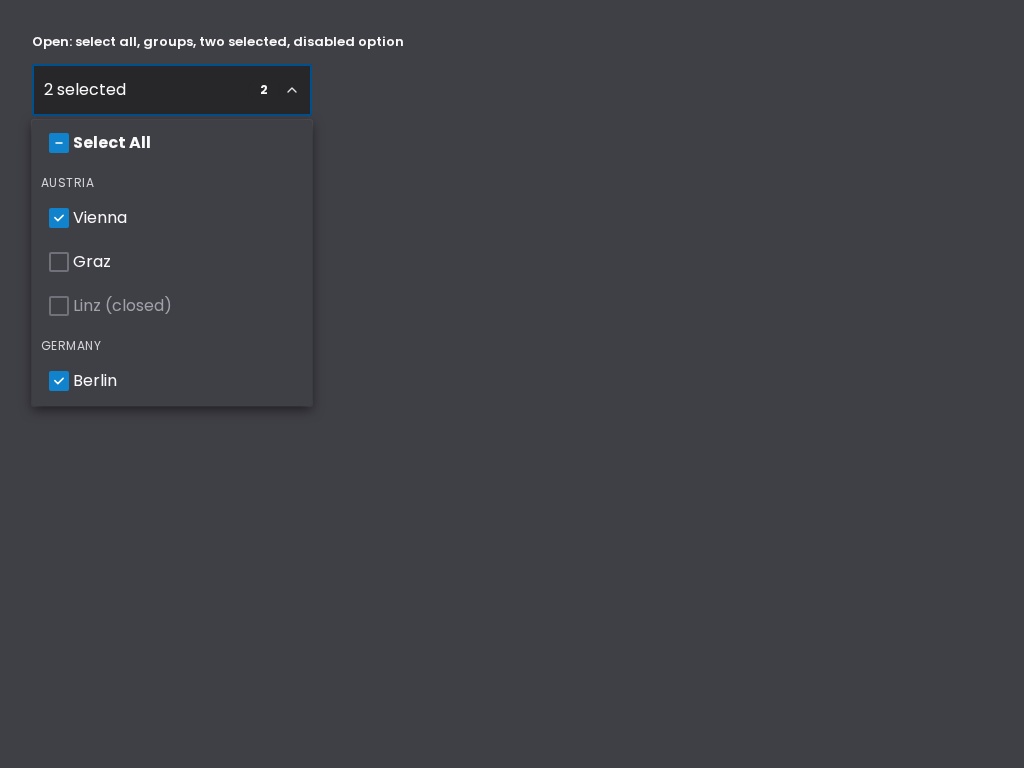 Open: select all, groups, two selected, disabled option
2 selected 2
Select All
AUSTRIA
Vienna
Graz
Linz (closed)
GERMANY
Berlin